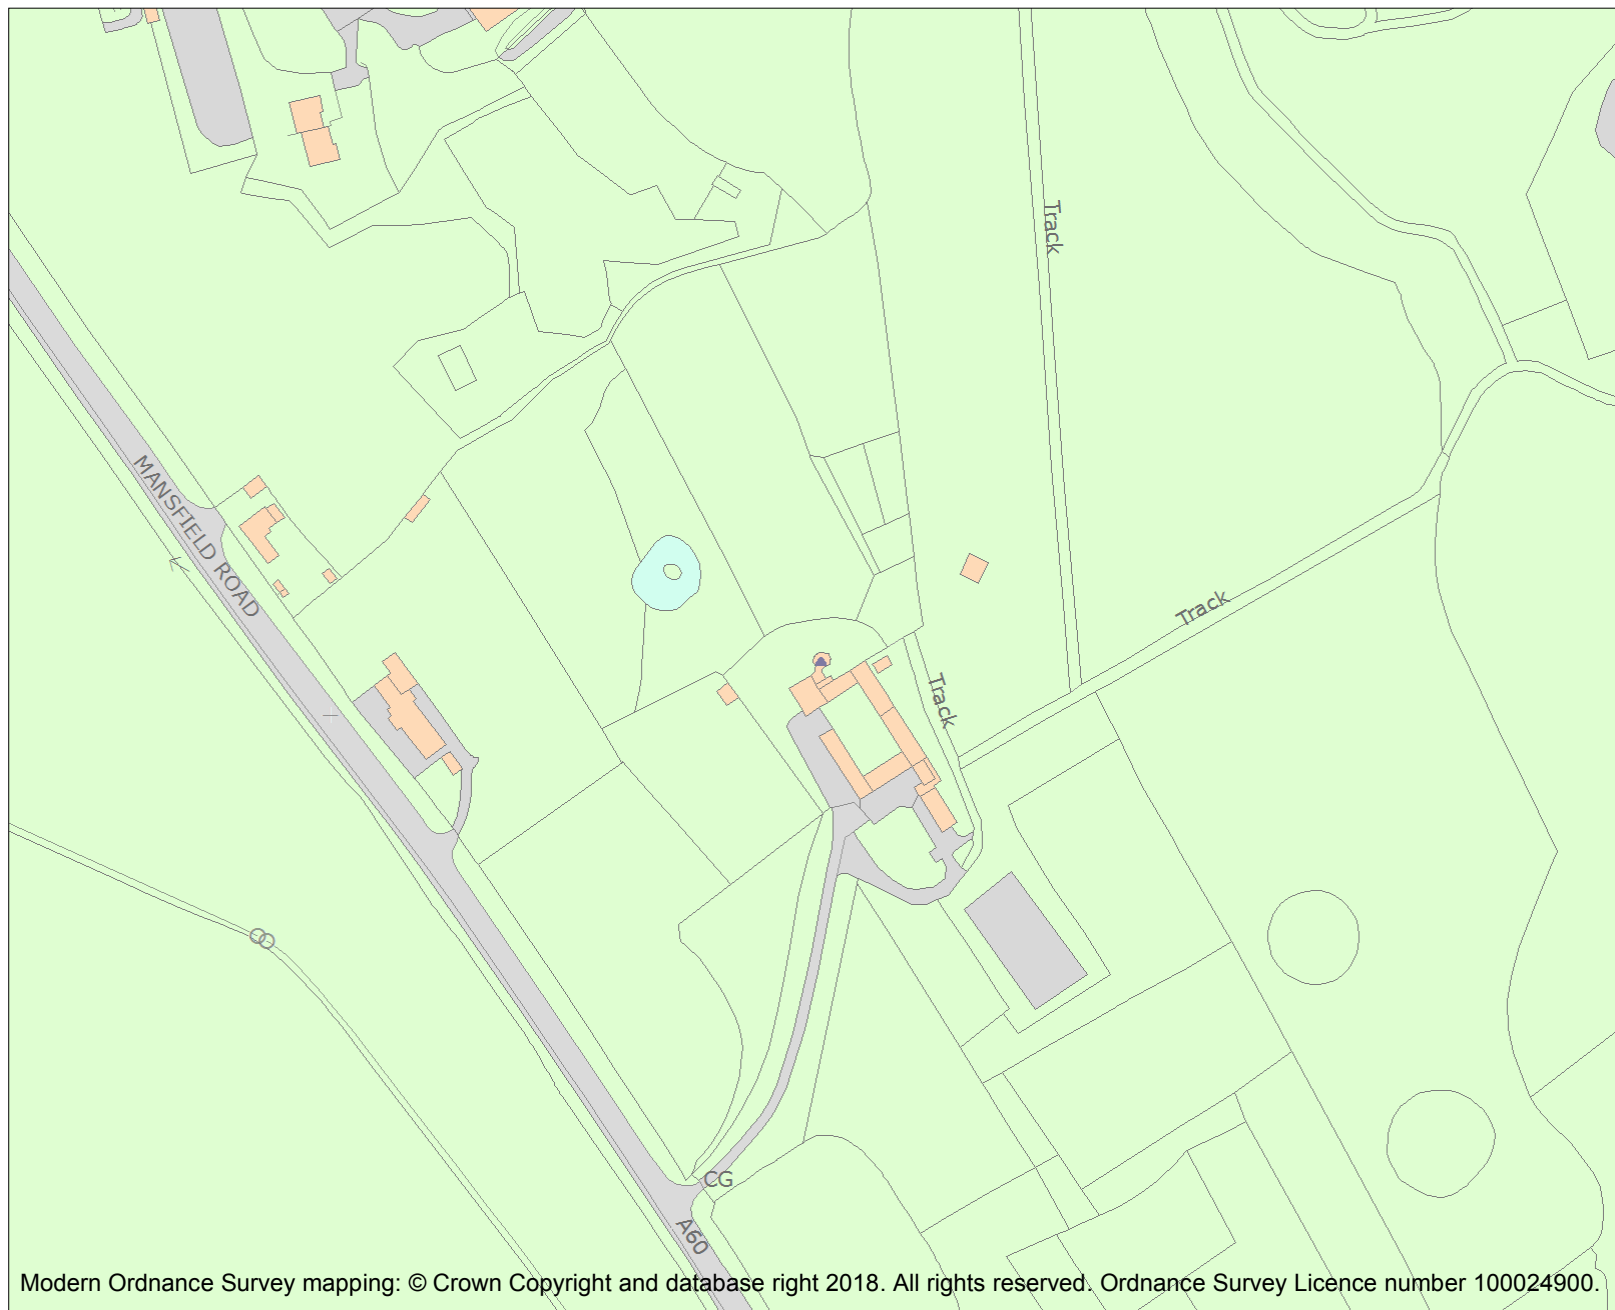 Track
MANSFIELD ROAD
Track
Track
CG
A60
Modern Ordnance Survey mapping: © Crown Copyright and database right 2018. All rights reserved. Ordnance Survey Licence number 100024900.